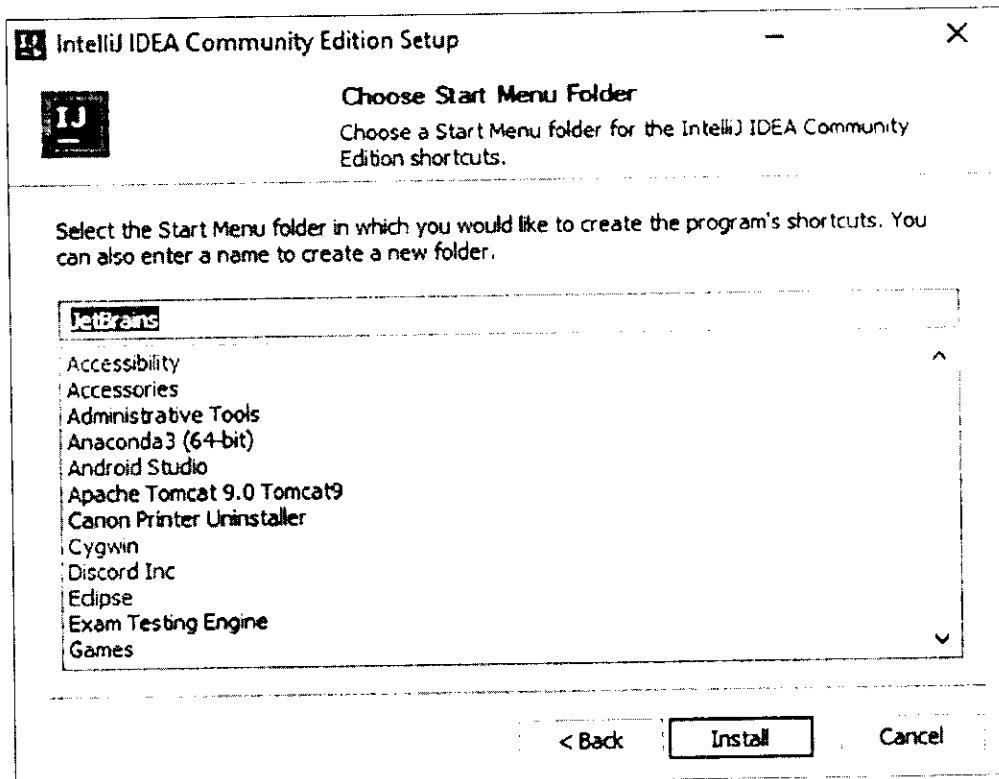 IntelliJ IDEA Community Edition Setup
IJ
Choose Start Menu Folder
Choose a Start Menu folder for the IntelliJ IDEA Community
Edition shortcuts.
Select the Start Menu folder in which you would like to create the program's shortcuts. You
can also enter a name to create a new folder.
JetBrains
Accessibility
Accessories
Administrative Tools
Anaconda3 (64-bit)
Android Studio
Apache Tomcat 9.0 Tomcat9
Canon Printer Uninstaller
Cygwin
Discord Inc
Eclipse
Exam Testing Engine
Games
< Back Install Cancel